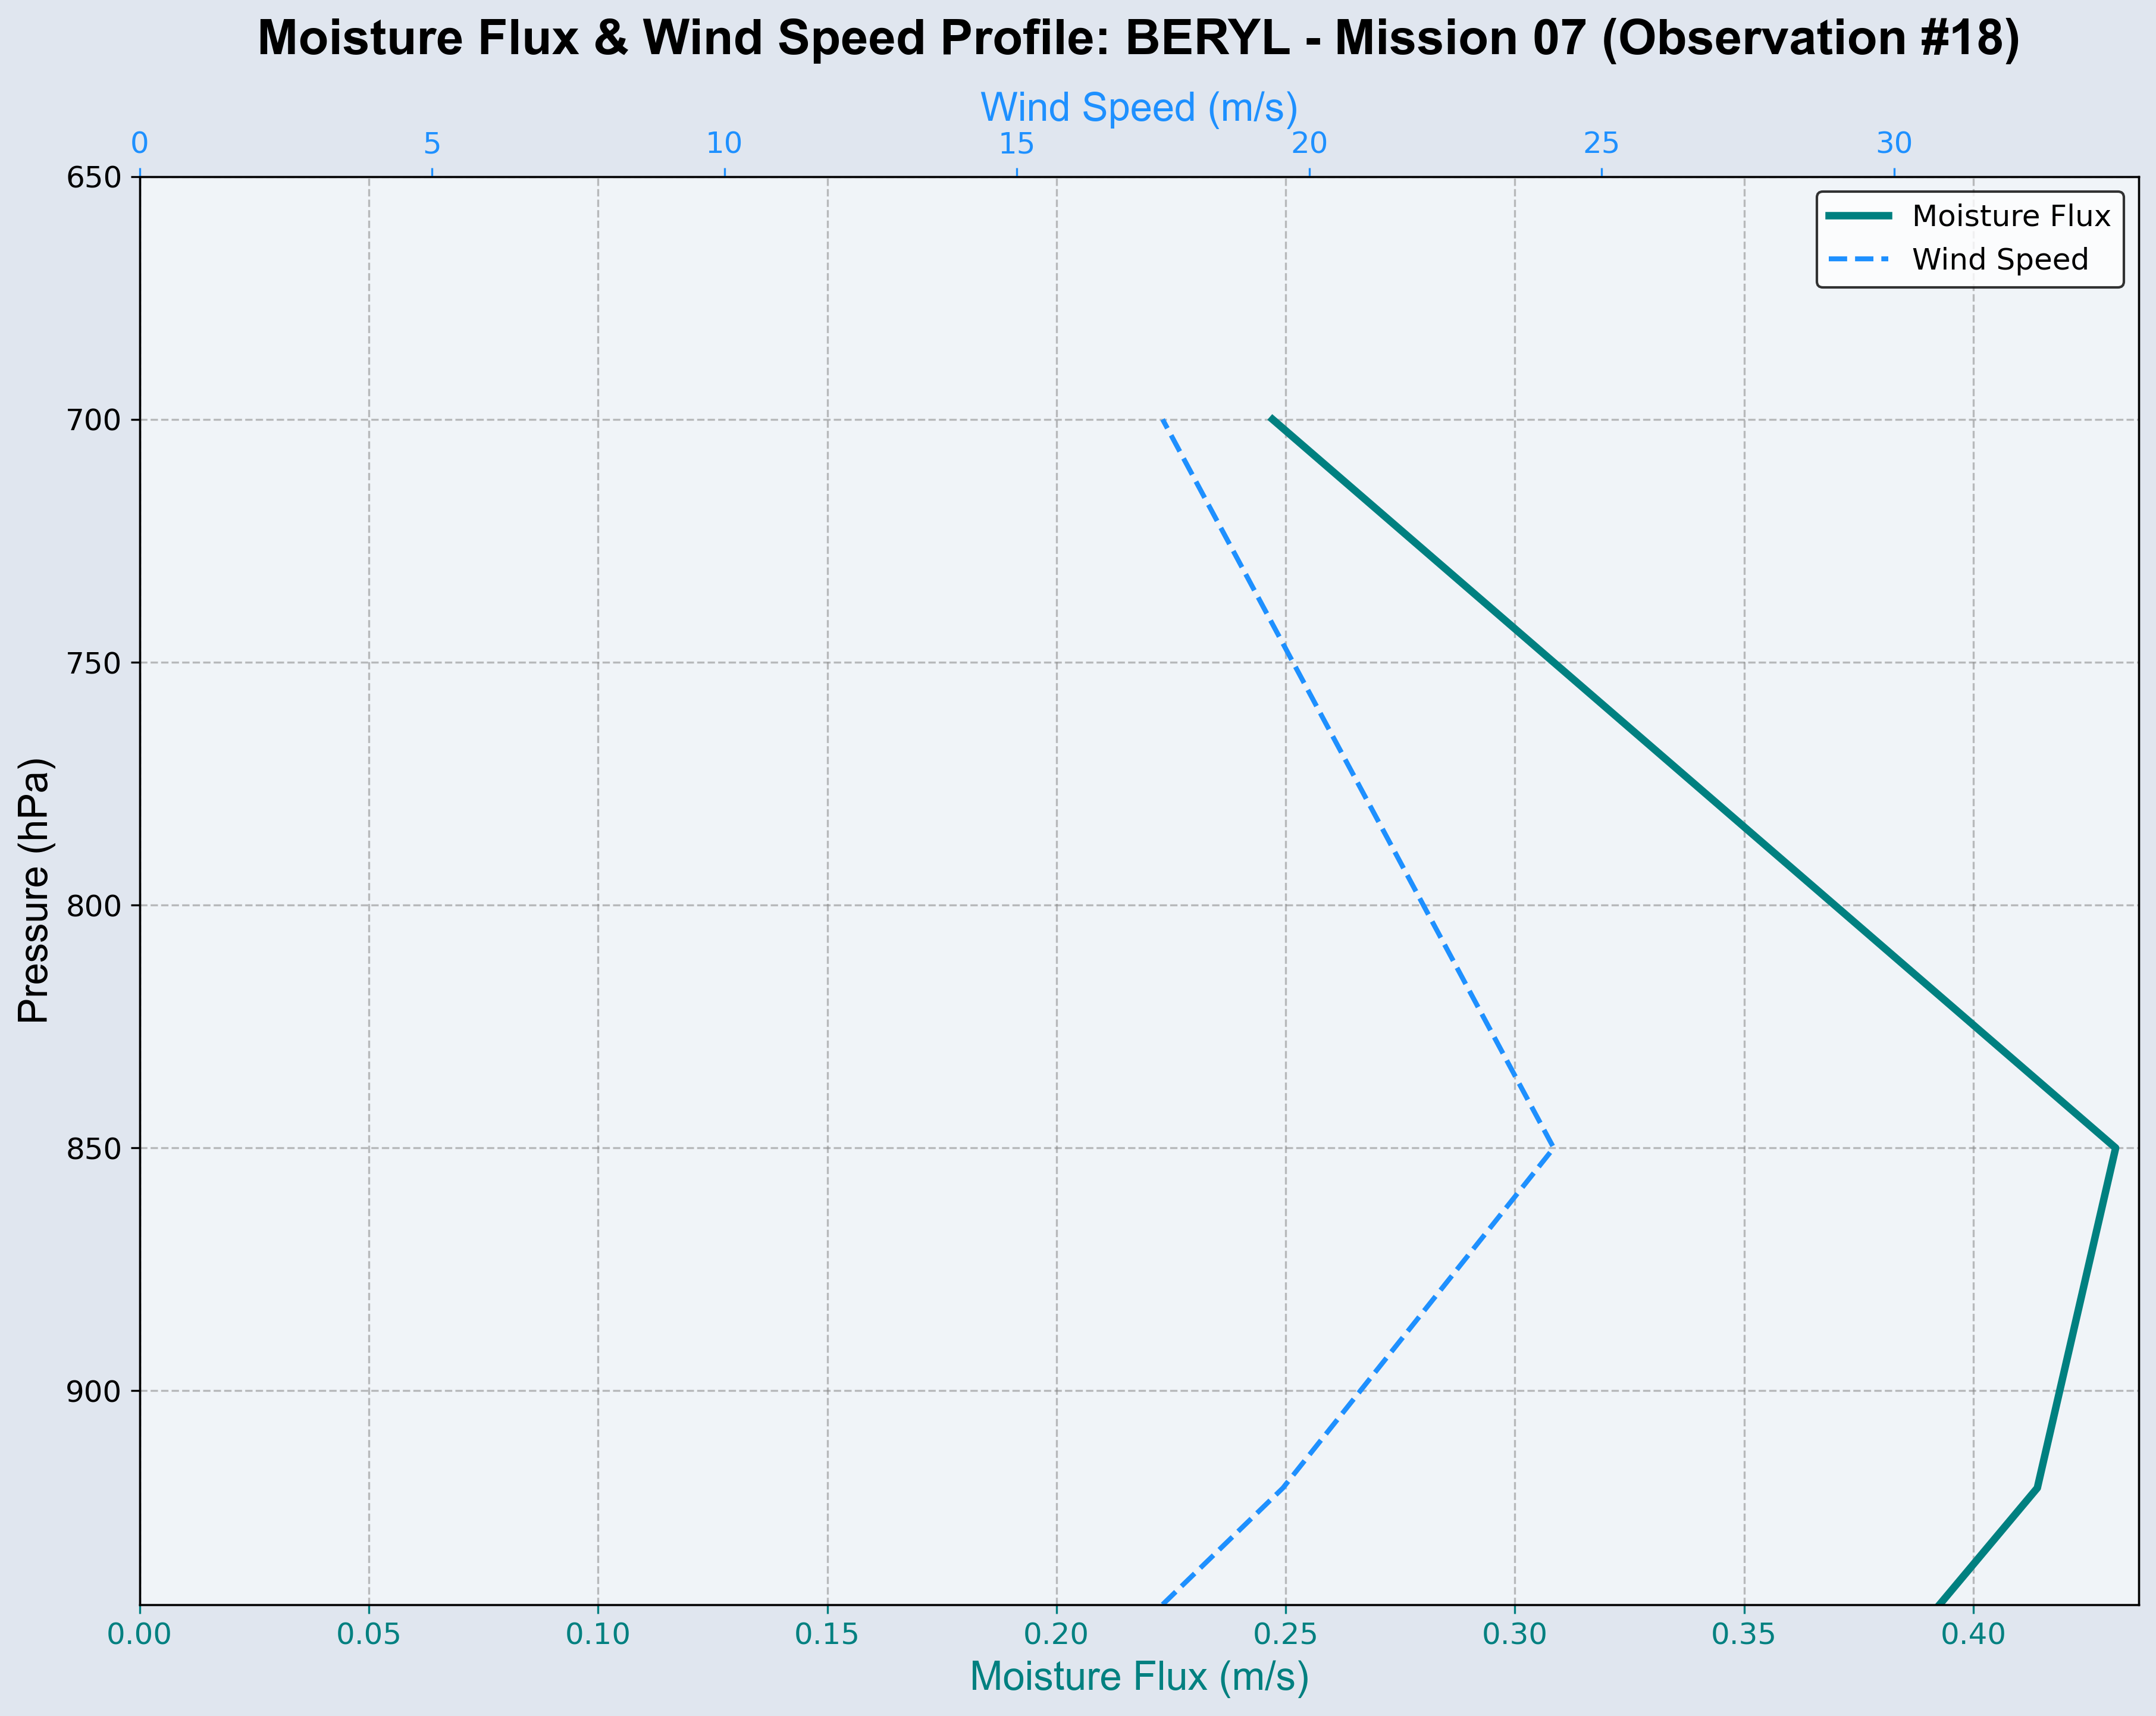 Moisture Flux & Wind Speed Profile: BERYL - Mission 07 (Observation #18)
Wind Speed (m/s)
0 5 10 15 20 25 30
Moisture Flux
Wind Speed
Pressure (hPa)
650
700
750
800
850
900
0.00 0.05 0.10 0.15 0.20 0.25 0.30 0.35 0.40
Moisture Flux (m/s)